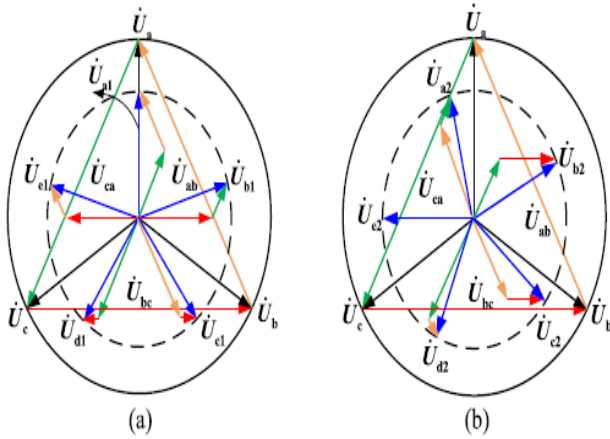 U̇a
U̇a1
U̇e1
U̇ca
U̇ab
U̇b1
U̇bc
U̇c
U̇d1
U̇c1
U̇b
(a)
U̇a
U̇a2
U̇b2
U̇ca
U̇e2
U̇ab
U̇bc
U̇c
U̇c2
U̇b
U̇d2
(b)